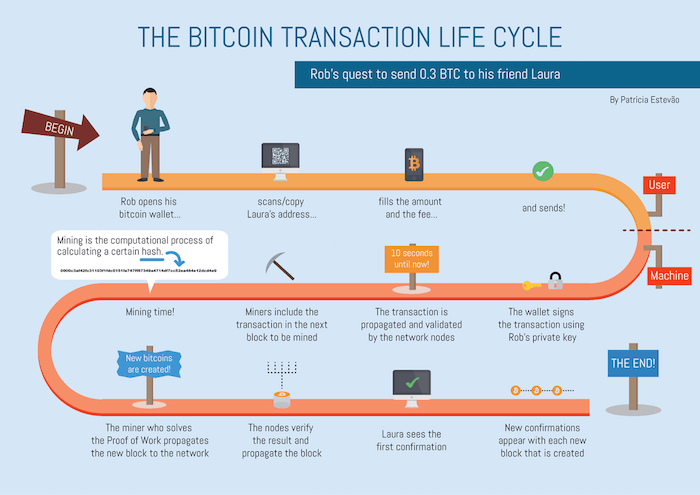 THE BITCOIN TRANSACTION LIFE CYCLE
Rob's quest to send 0.3 BTC to his friend Laura
By Patrícia Estevão
BEGIN
Rob opens his
bitcoin wallet...
scans/copy
Laura's address...
fills the amount
and the fee...
and sends!
User
Machine
The wallet signs
the transaction using
Rob's private key
10 seconds
until now!
The transaction is
propagated and validated
by the network nodes
Miners include the
transaction in the next
block to be mined
Mining is the computational process of
calculating a certain hash.
Mining time!
New bitcoins
are created!
The miner who solves
the Proof of Work propagates
the new block to the network
The nodes verify
the result and
propagate the block
Laura sees the
first confirmation
New confirmations
appear with each new
block that is created
THE END!